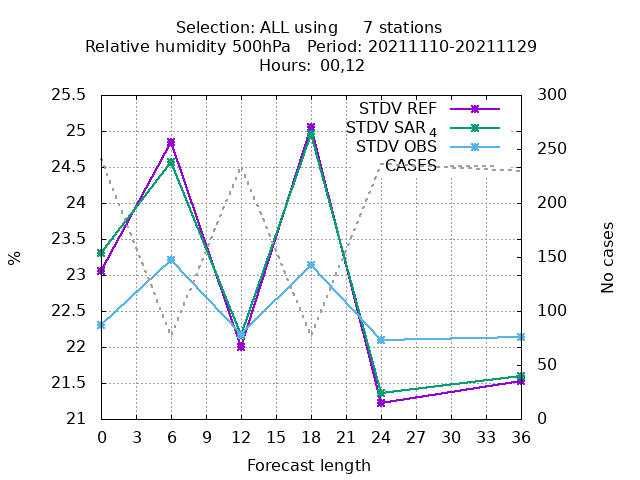 Selection: ALL using     7 stations
Relative humidity 500hPa   Period: 20211110-20211129
Hours:  00,12
25.5
25
24.5
24
23.5
23
22.5
22
21.5
21
%
300
250
200
150
100
50
0
No cases
STDV REF
STDV SAR 4
STDV OBS
CASES
0 3 6 9 12 15 18 21 24 27 30 33 36
Forecast length